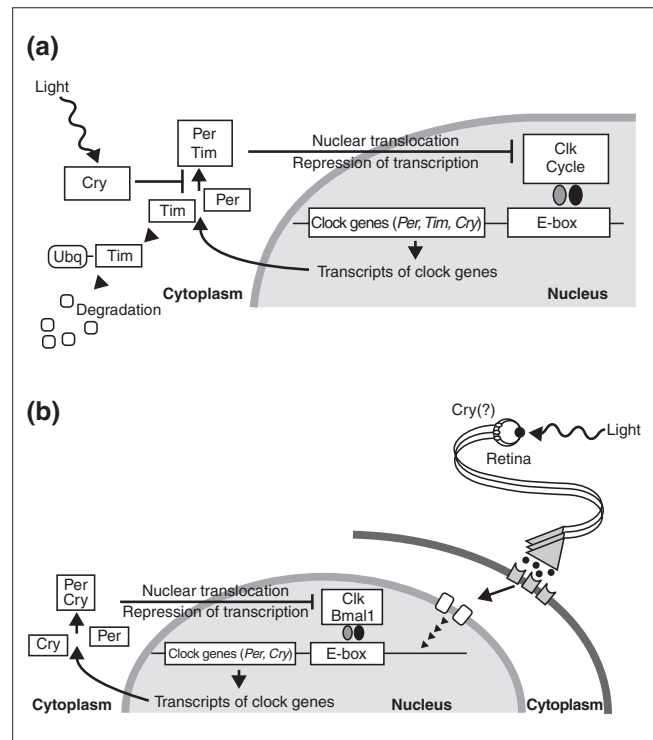 (a)
Light
Per
Tim
Nuclear translocation
Repression of transcription
Clk
Cycle
Cry
Tim
Per
Clock genes (Per, Tim, Cry)
E-box
Ubq
Tim
Transcripts of clock genes
Degradation
Cytoplasm
Nucleus
(b)
Cry(?)
Light
Retina
Per
Cry
Nuclear translocation
Repression of transcription
Clk
Bmal1
Cry
Per
Clock genes (Per, Cry)
E-box
Transcripts of clock genes
Cytoplasm
Nucleus
Cytoplasm